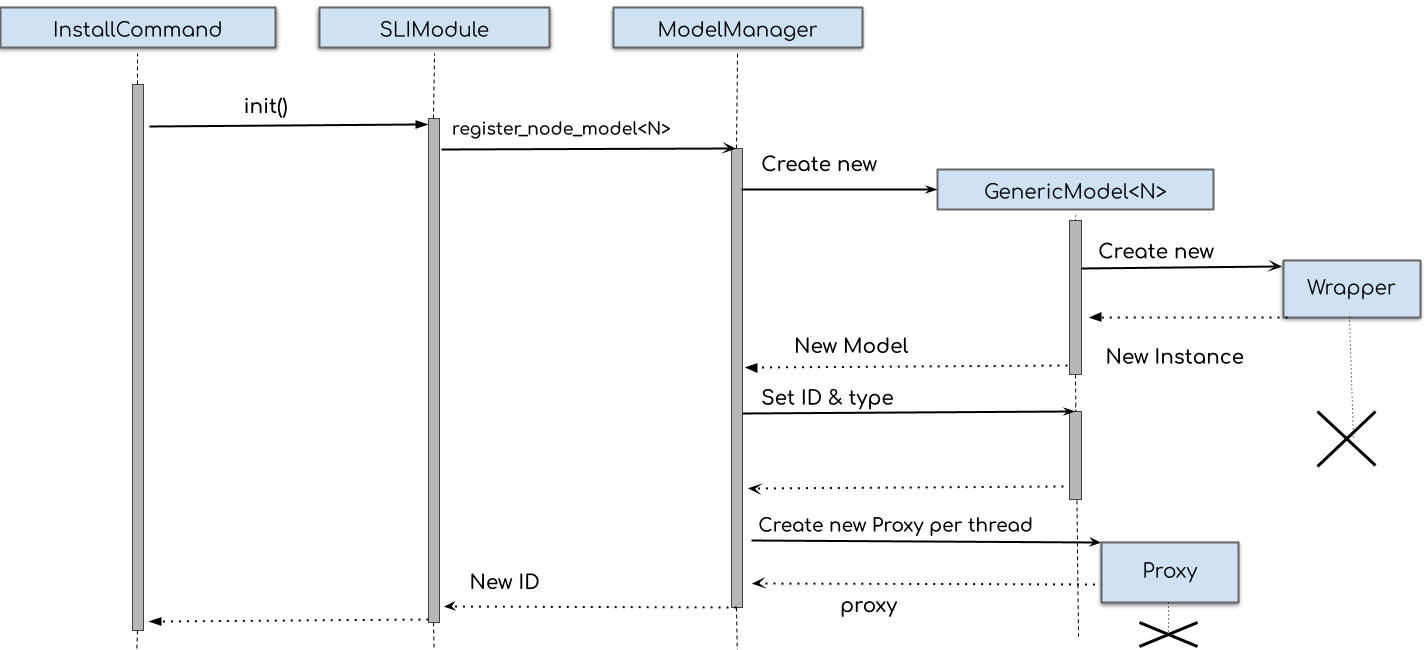 InstallCommand
SLIModule
ModelManager
init()
register_node_model<N>
Create new
GenericModel<N>
Create new
Wrapper
New Model
New Instance
Set ID & type
Create new Proxy per thread
Proxy
New ID
proxy